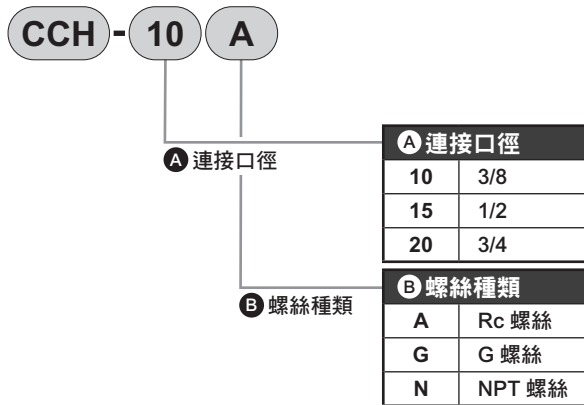 CCH-10 A
A 連接口徑
A 連接口徑
10 3/8
15 1/2
20 3/4
B 螺絲種類
B 螺絲種類
A Rc 螺絲
G G 螺絲
N NPT 螺絲